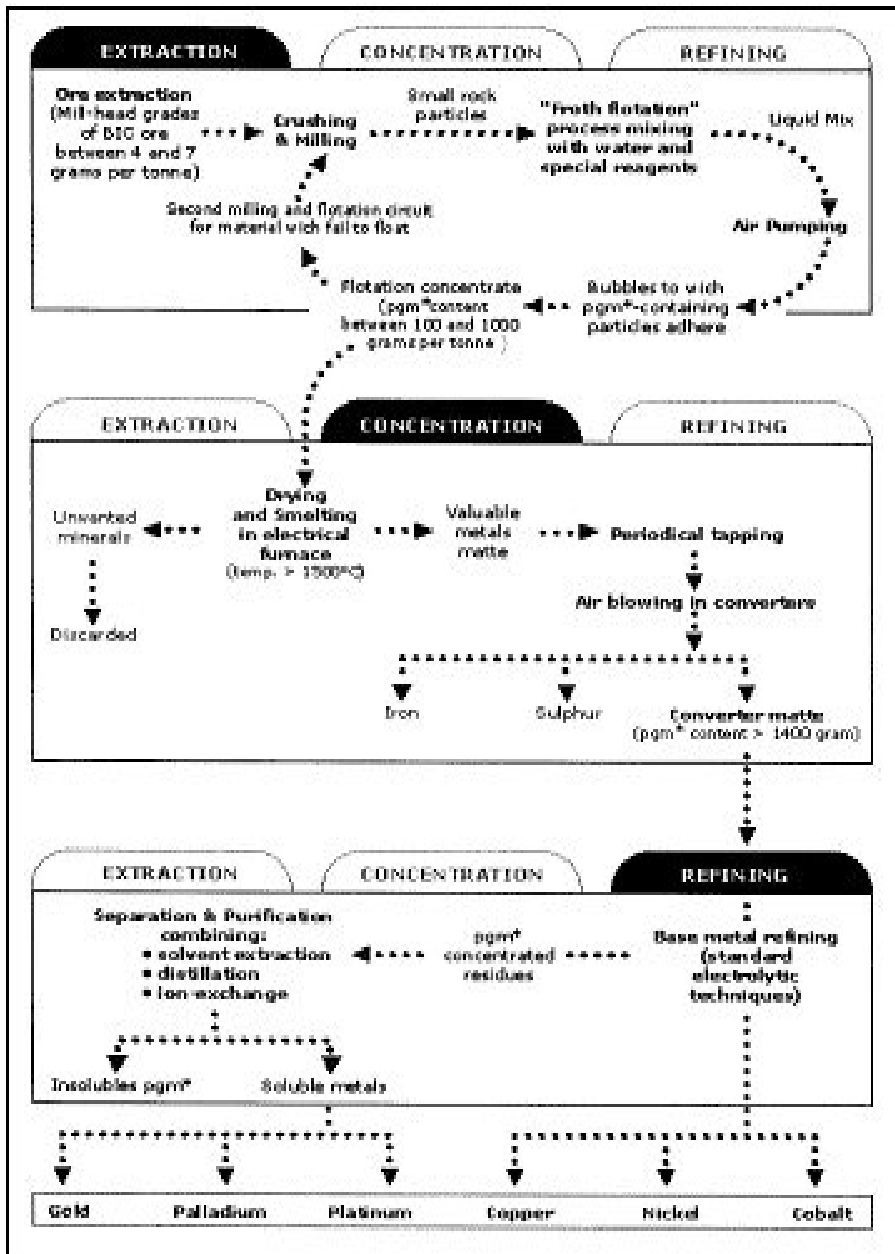 EXTRACTION
CONCENTRATION
REFINING
Ore extraction
(Mill-head grades
of BIC ore
between 4 and 7
grams per tonne)
Crushing
& Milling
Small rock
particles
"Froth flotation"
process mixing
with water and
special reagents
Liquid Mix
Air Pumping
Second milling and flotation circuit
for material wich fail to float
Flotation concentrate
(pgm* content
between 100 and 1000
grams per tonne )
Bubbles to wich
pgm*-containing
particles adhere
EXTRACTION
CONCENTRATION
REFINING
Unwanted
minerals
Discarded
Drying
and Smelting
in electrical
furnace
(temp. > 1500°C)
Valuable
metals
matte
Periodical tapping
Air blowing in converters
Iron
Sulphur
Converter matte
(pgm* content > 1400 gram)
EXTRACTION
CONCENTRATION
REFINING
Separation & Purification
combining:
• solvent extraction
• distillation
• ion-exchange
pgm*
concentrated
residues
Base metal refining
(standard
electrolytic
techniques)
Insolubles pgm*
Soluble metals
Gold
Palladium
Platinum
Copper
Nickel
Cobalt